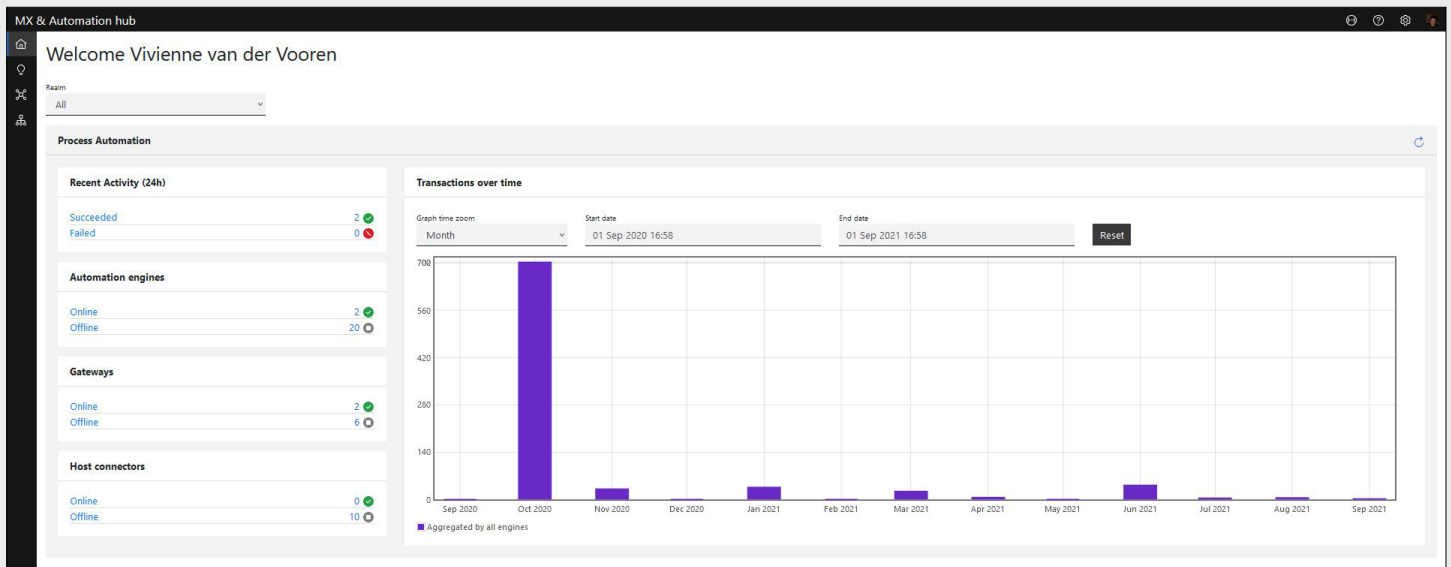 MX & Automation hub
Welcome Vivienne van der Vooren
Realm
All
Process Automation
Recent Activity (24h)
Succeeded 2
Failed 0
Automation engines
Online 2
Offline 20
Gateways
Online 2
Offline 6
Host connectors
Online 0
Offline 10
Transactions over time
Graph time zoom Start date End date
Month 01 Sep 2020 16:58 01 Sep 2021 16:58 Reset
560
420
280
140
0
Sep 2020 Oct 2020 Nov 2020 Dec 2020 Jan 2021 Feb 2021 Mar 2021 Apr 2021 May 2021 Jun 2021 Jul 2021 Aug 2021 Sep 2021
Aggregated by all engines